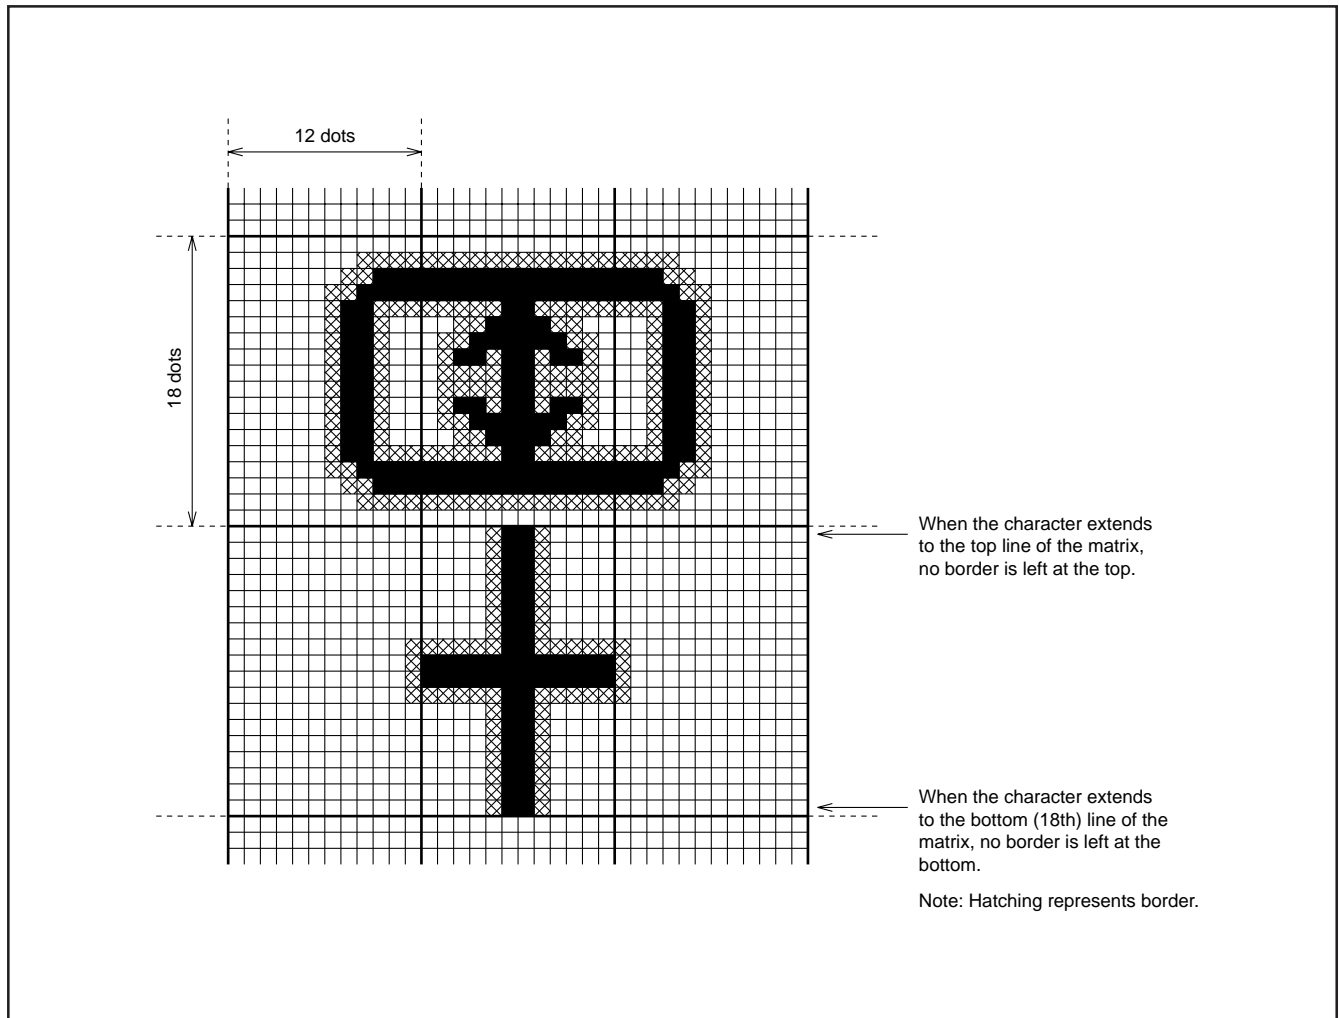 12 dots
18 dots
When the character extends
to the top line of the matrix,
no border is left at the top.
When the character extends
to the bottom (18th) line of the
matrix, no border is left at the
bottom.
Note: Hatching represents border.